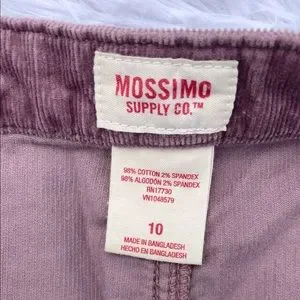 MOSSIMO
SUPPLY CO.™
98% COTTON 2% SPANDEX
98% ALGODÓN 2% SPANDEX
RN17730
VN1048579
10
MADE IN BANGLADESH
HECHO EN BANGLADESH